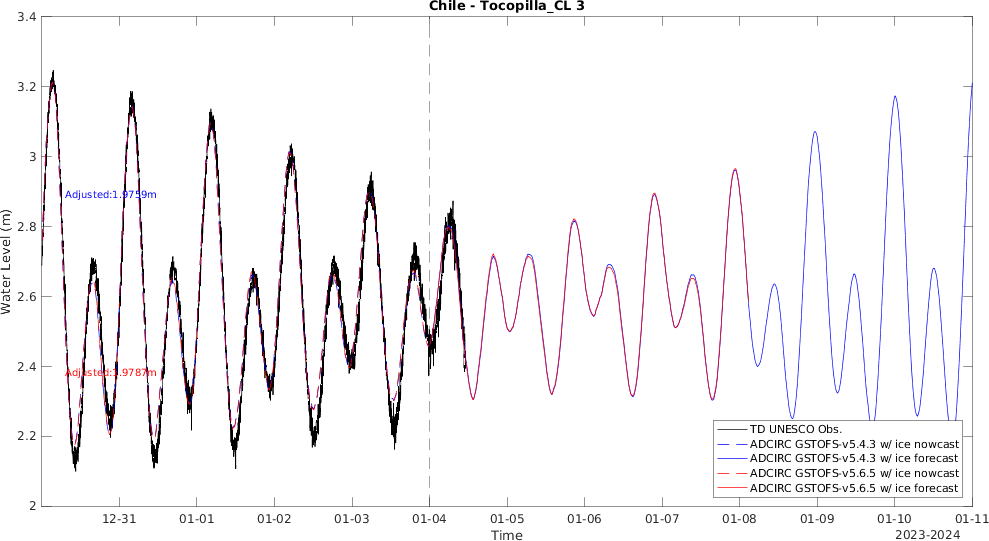 Chile - Tocopilla_CL 3
3.4
3.2
3
2.8
2.6
2.4
2.2
2
Water Level (m)
Adjusted:1.9759m
Adjusted:1.9787m
TD UNESCO Obs.
ADCIRC GSTOFS-v5.4.3 w/ ice nowcast
ADCIRC GSTOFS-v5.4.3 w/ ice forecast
ADCIRC GSTOFS-v5.6.5 w/ ice nowcast
ADCIRC GSTOFS-v5.6.5 w/ ice forecast
12-31 01-01 01-02 01-03 01-04 01-05 01-06 01-07 01-08 01-09 01-10 01-11
Time
2023-2024